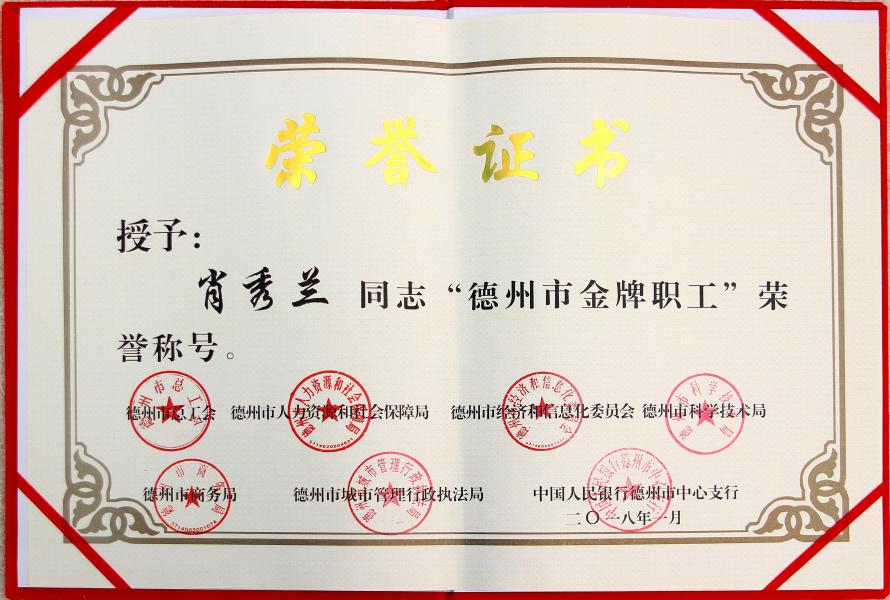 荣誉证书
授予：
肖秀兰 同志“德州市金牌职工”荣
誉称号。
德州市总工会 德州市人力资源和社会保障局 德州市经济和信息化委员会 德州市科学技术局
德州市商务局 德州市城市管理行政执法局 中国人民银行德州市中心支行
二〇一八年一月